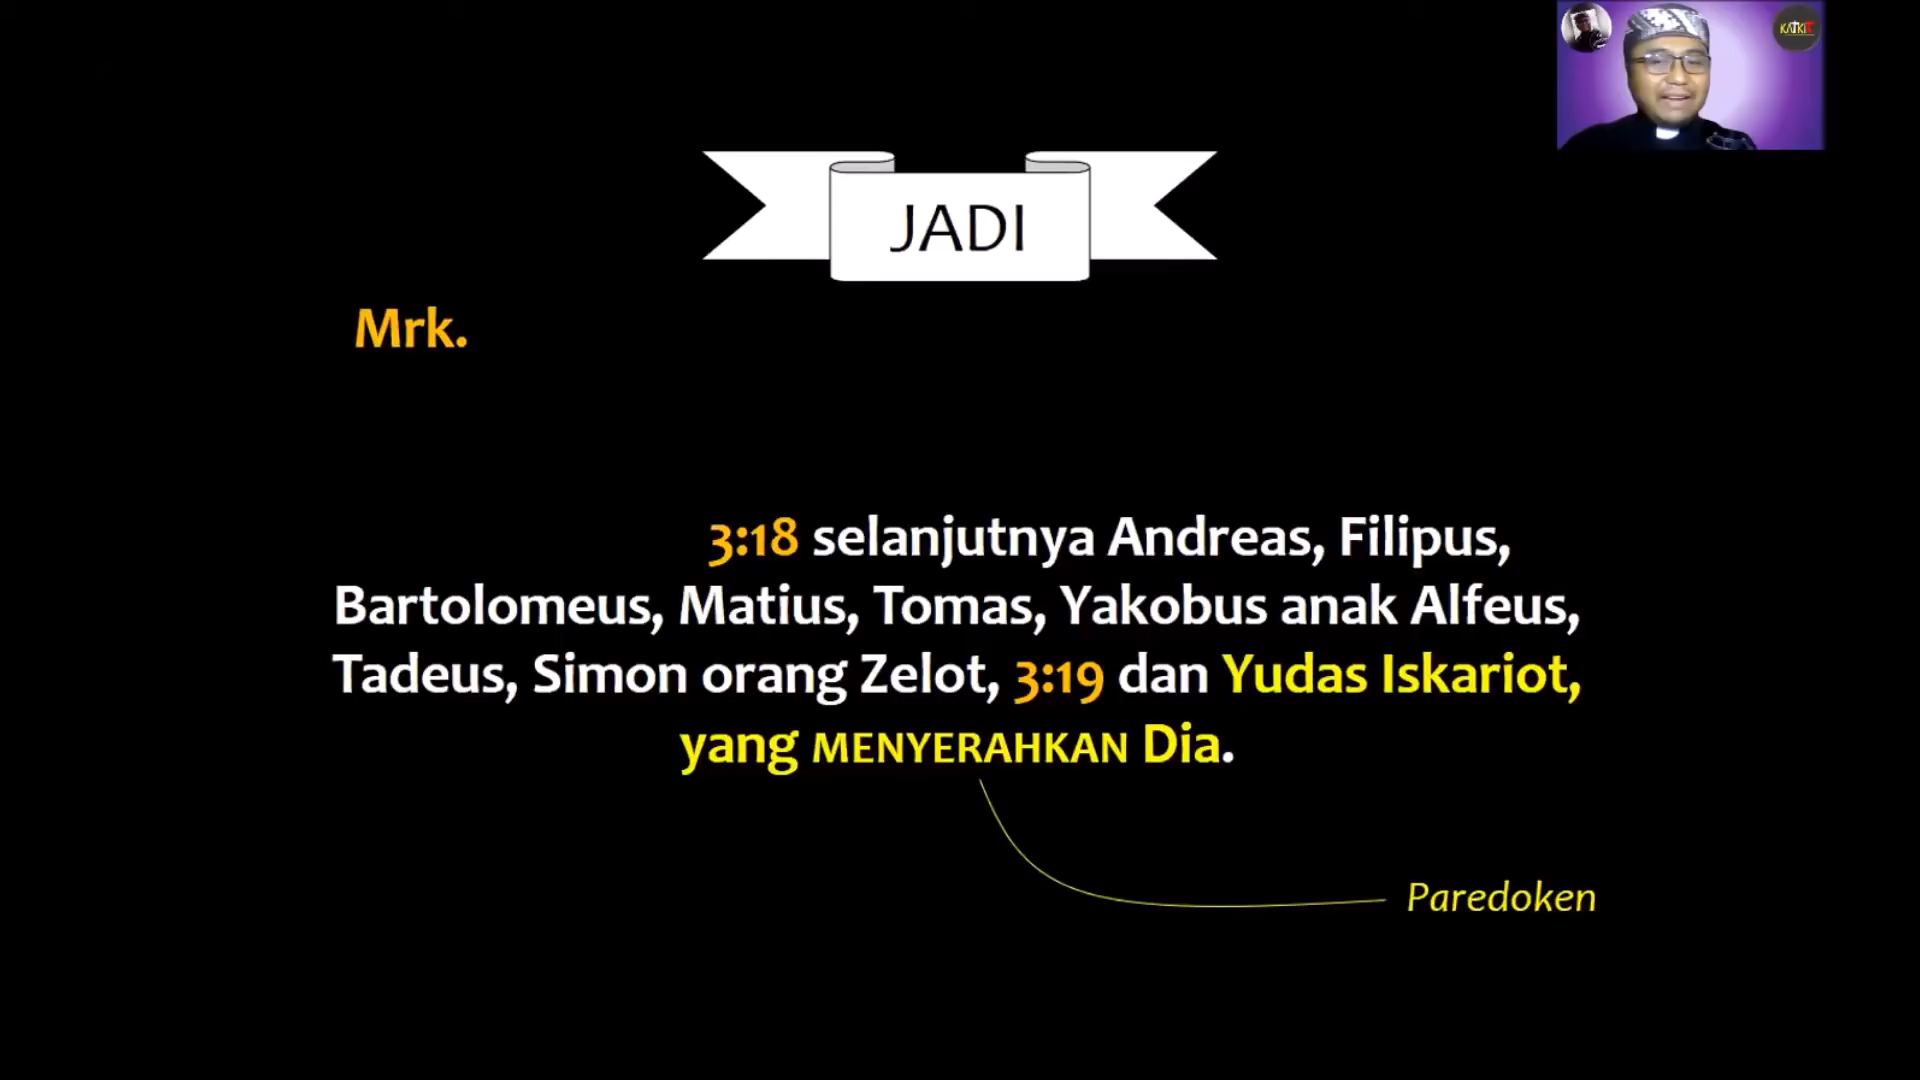 KATKIT
JADI
Mrk.
3:18 selanjutnya Andreas, Filipus,
Bartolomeus, Matius, Tomas, Yakobus anak Alfeus,
Tadeus, Simon orang Zelot, 3:19 dan Yudas Iskariot,
yang MENYERAHKAN Dia.
Paredoken